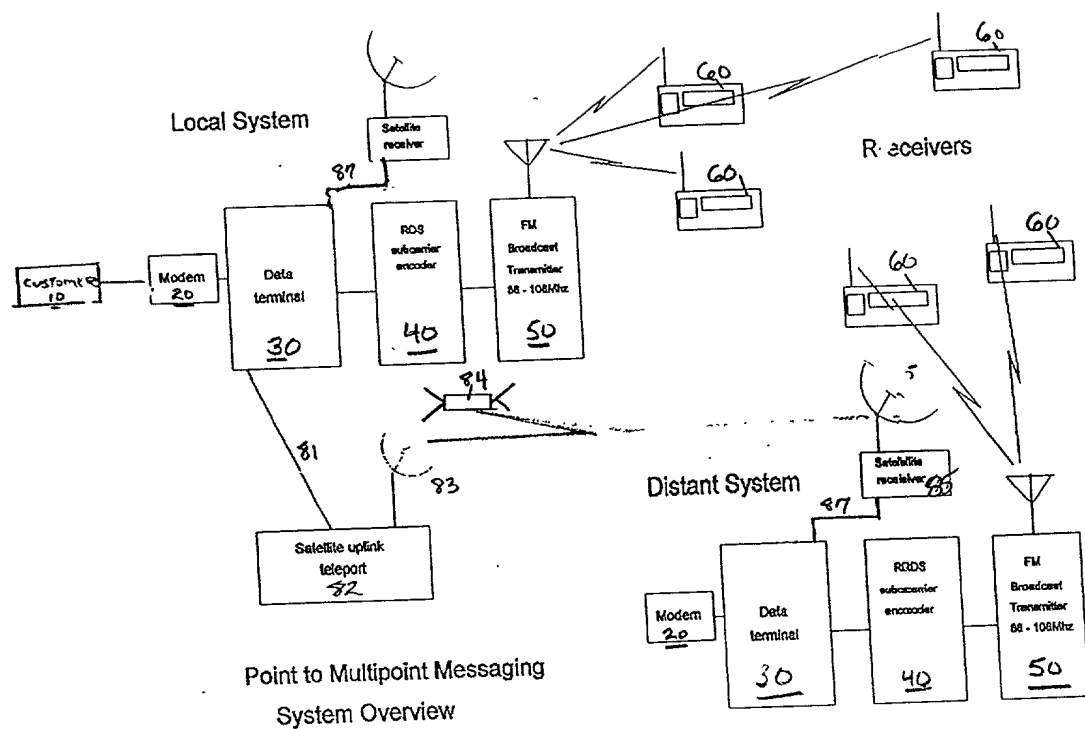 60
60
Local System
Satellite
receiver
60
Receivers
87
RDS
subcarrier
encoder
FM
Broadcast
Transmitter
88 - 108Mhz
60
60
CUSTOMER
10
Modem
20
Data
terminal
30
40
50
84
5
81
83
Distant System
Satellite
receiver
87
Satellite uplink
teleport
82
Modem
20
Data
terminal
30
RBDS
subcarrier
encoder
40
FM
Broadcast
Transmitter
88 - 108Mhz
50
Point to Multipoint Messaging
System Overview